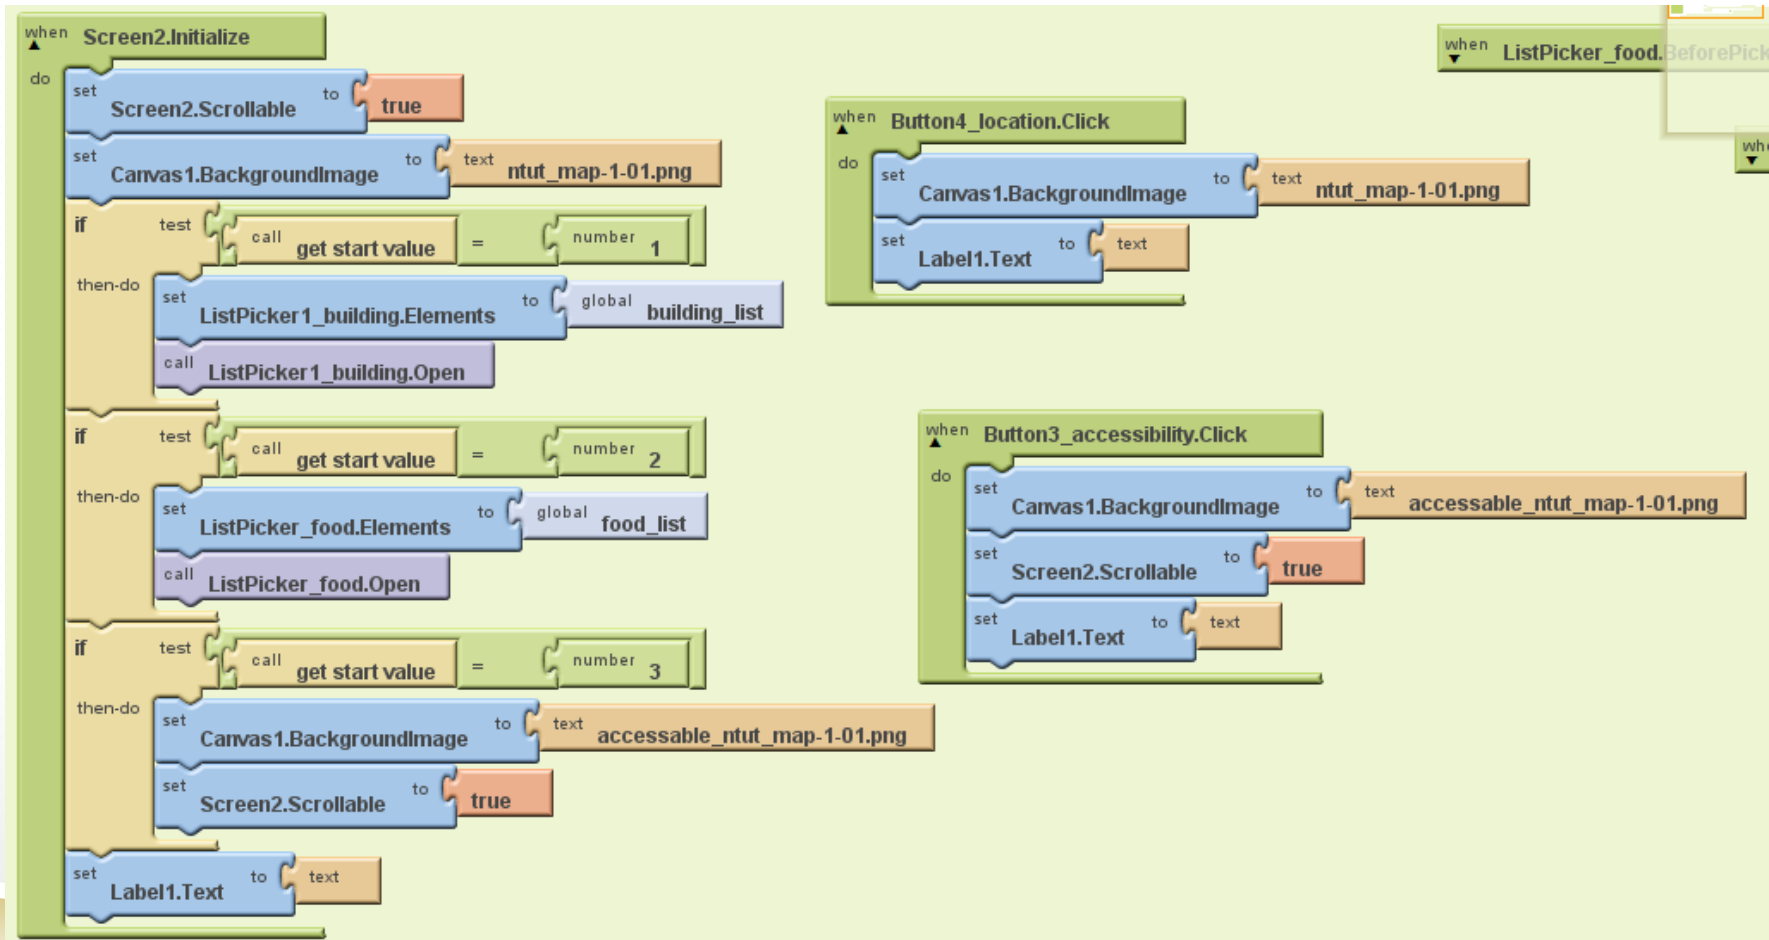 when Screen2.Initialize
do
set Screen2.Scrollable to true
set Canvas1.BackgroundImage to text ntut_map-1-01.png
if test call get start value = number 1
then-do
set ListPicker1_building.Elements to global building_list
call ListPicker1_building.Open
if test call get start value = number 2
then-do
set ListPicker_food.Elements to global food_list
call ListPicker_food.Open
if test call get start value = number 3
then-do
set Canvas1.BackgroundImage to text accessable_ntut_map-1-01.png
set Screen2.Scrollable to true
set Label1.Text to text
when Button4_location.Click
do
set Canvas1.BackgroundImage to text ntut_map-1-01.png
set Label1.Text to text
when Button3_accessibility.Click
do
set Canvas1.BackgroundImage to text accessable_ntut_map-1-01.png
set Screen2.Scrollable to true
set Label1.Text to text
when ListPicker_food.BeforePick
whe